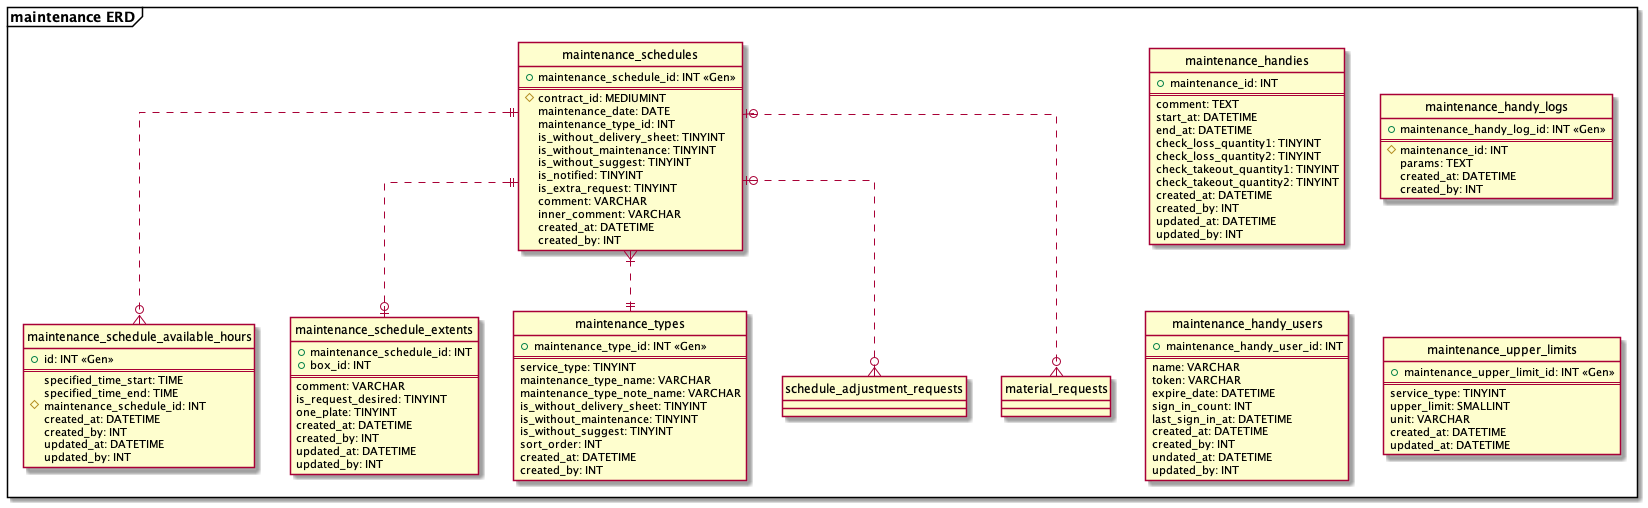 maintenance ERD
maintenance_schedules
maintenance_schedule_id: INT «Gen»
contract_id: MEDIUMINT
maintenance_date: DATE
maintenance_type_id: INT
is_without_delivery_sheet: TINYINT
is_without_maintenance: TINYINT
is_without_suggest: TINYINT
is_notified: TINYINT
is_extra_request: TINYINT
comment: VARCHAR
inner_comment: VARCHAR
created_at: DATETIME
created_by: INT
maintenance_handies
maintenance_id: INT
comment: TEXT
start_at: DATETIME
end_at: DATETIME
check_loss_quantity1: TINYINT
check_loss_quantity2: TINYINT
check_takeout_quantity1: TINYINT
check_takeout_quantity2: TINYINT
created_at: DATETIME
created_by: INT
updated_at: DATETIME
updated_by: INT
maintenance_handy_logs
maintenance_handy_log_id: INT «Gen»
maintenance_id: INT
params: TEXT
created_at: DATETIME
created_by: INT
maintenance_schedule_available_hours
id: INT «Gen»
specified_time_start: TIME
specified_time_end: TIME
maintenance_schedule_id: INT
created_at: DATETIME
created_by: INT
updated_at: DATETIME
updated_by: INT
maintenance_schedule_extents
maintenance_schedule_id: INT
box_id: INT
comment: VARCHAR
is_request_desired: TINYINT
one_plate: TINYINT
created_at: DATETIME
created_by: INT
updated_at: DATETIME
updated_by: INT
maintenance_types
maintenance_type_id: INT «Gen»
service_type: TINYINT
maintenance_type_name: VARCHAR
maintenance_type_note_name: VARCHAR
is_without_delivery_sheet: TINYINT
is_without_maintenance: TINYINT
is_without_suggest: TINYINT
sort_order: INT
created_at: DATETIME
created_by: INT
schedule_adjustment_requests
material_requests
maintenance_handy_users
maintenance_handy_user_id: INT
name: VARCHAR
token: VARCHAR
expire_date: DATETIME
sign_in_count: INT
last_sign_in_at: DATETIME
created_at: DATETIME
created_by: INT
undated_at: DATETIME
updated_by: INT
maintenance_upper_limits
maintenance_upper_limit_id: INT «Gen»
service_type: TINYINT
upper_limit: SMALLINT
unit: VARCHAR
created_at: DATETIME
updated_at: DATETIME